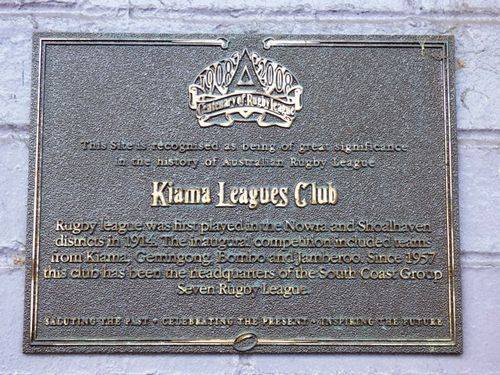 1908 2008
Centenary of Rugby League
This Site is recognised as being of great significance
in the history of Australian Rugby League
Kiama Leagues Club
Rugby league was first played in the Nowra and Shoalhaven
districts in 1914. The inaugural competition included teams
from Kiama, Gerringong, Bombo and Jamberoo. Since 1957
this club has been the headquarters of the South Coast Group
Seven Rugby League.
SALUTING THE PAST • CELEBRATING THE PRESENT • INSPIRING THE FUTURE